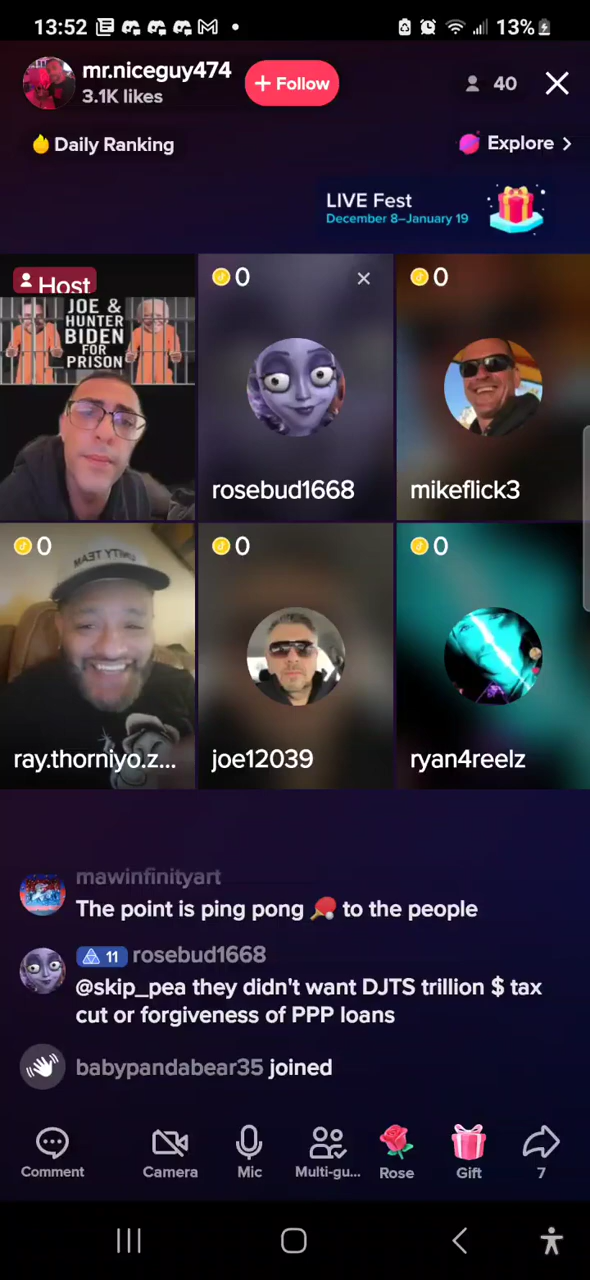 13:52
13%
mr.niceguy474
3.1K likes
+ Follow
40
Daily Ranking
Explore >
LIVE Fest
December 8–January 19
Host
JOE &
HUNTER
BIDEN
FOR
PRISON
0
rosebud1668
0
mikeflick3
0
UNITY TEAM
ray.thorniyo.z...
0
joe12039
0
ryan4reelz
mawinfinityart
The point is ping pong 🏓 to the people
11 rosebud1668
@skip_pea they didn't want DJTS trillion $ tax
cut or forgiveness of PPP loans
babypandabear35 joined
Comment
Camera
Mic
Multi-gu...
Rose
Gift
7